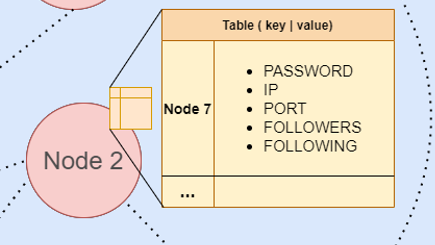 Table ( key | value)
Node 7
• PASSWORD
• IP
• PORT
• FOLLOWERS
• FOLLOWING
...
Node 2